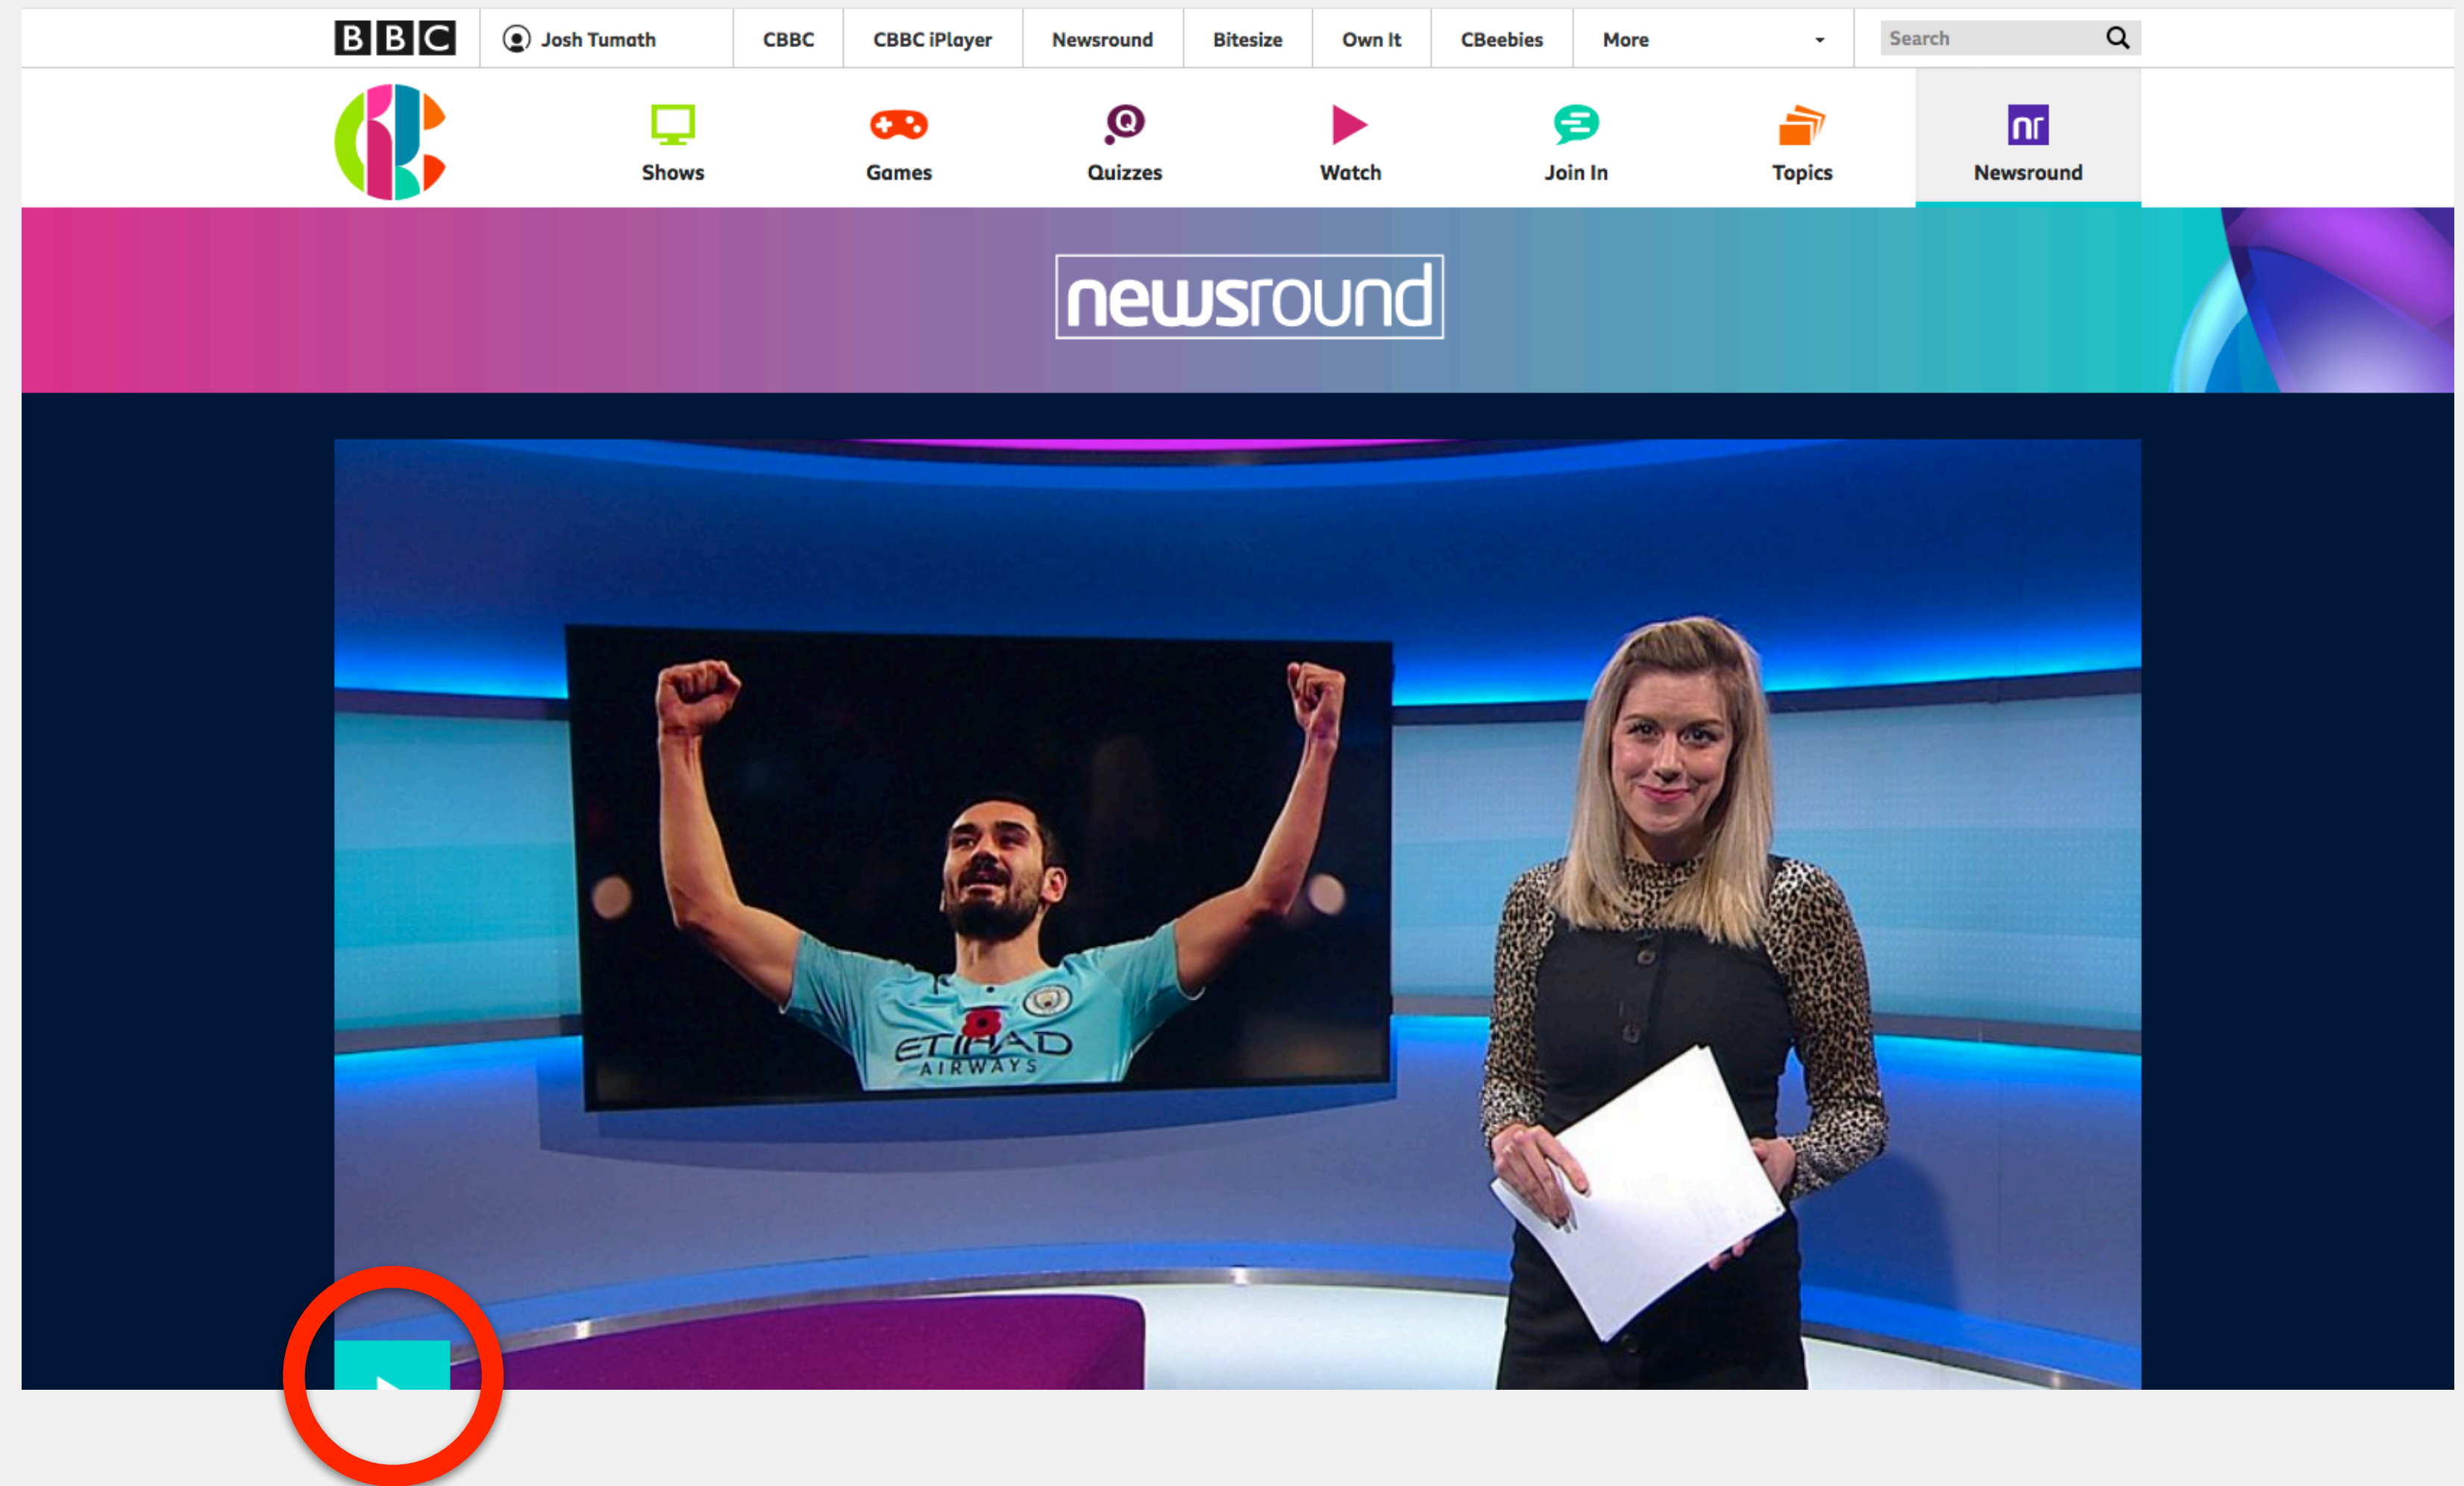 BBC Josh Tumath CBBC CBBC iPlayer Newsround Bitesize Own It CBeebies More Search
Q nr
Shows Games Quizzes Watch Join In Topics Newsround
newsround
ETIHAD
AIRWAYS